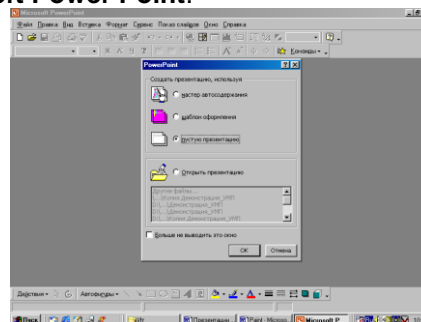 Microsoft PowerPoint
Файл Правка Вид Вставка Формат Сервис Показ слайдов Окно Справка
Команды
PowerPoint
Создать презентацию, используя
мастер автосодержания
шаблон оформления
пустую презентацию
Открыть презентацию
Другие файлы...
Больше не выводить это окно
OK Отмена
Действия Автофигуры
Пуск